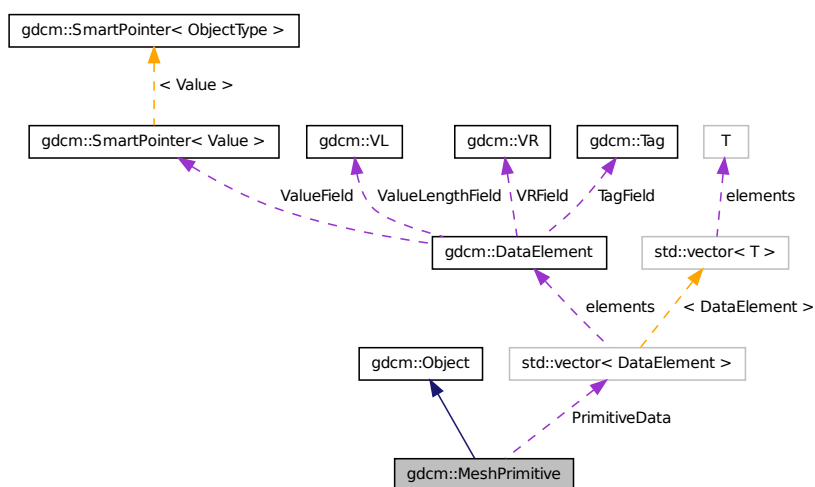 gdcm::SmartPointer< ObjectType >
< Value >
gdcm::SmartPointer< Value >
gdcm::VL
gdcm::VR
gdcm::Tag
T
ValueField
ValueLengthField
VRField
TagField
elements
gdcm::DataElement
std::vector< T >
elements
< DataElement >
gdcm::Object
std::vector< DataElement >
PrimitiveData
gdcm::MeshPrimitive